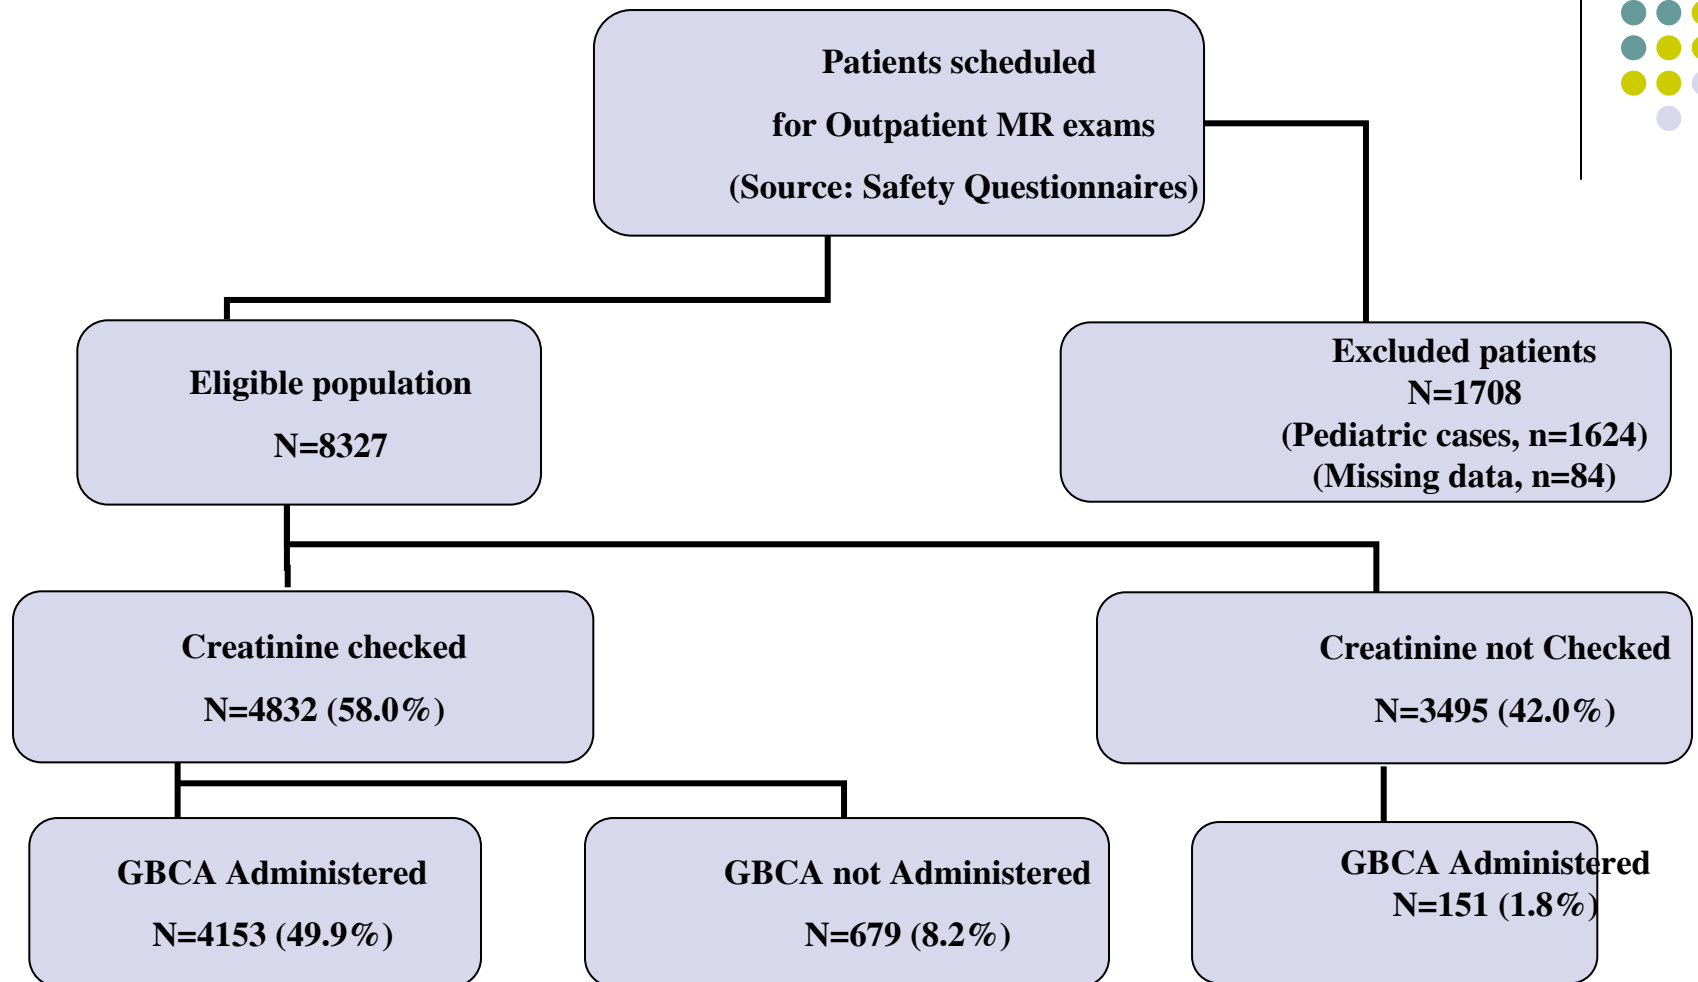 Patients scheduled
for Outpatient MR exams
(Source: Safety Questionnaires)
Eligible population
N=8327
Excluded patients
N=1708
(Pediatric cases, n=1624)
(Missing data, n=84)
Creatinine checked
N=4832 (58.0%)
Creatinine not Checked
N=3495 (42.0%)
GBCA Administered
N=4153 (49.9%)
GBCA not Administered
N=679 (8.2%)
GBCA Administered
N=151 (1.8%)